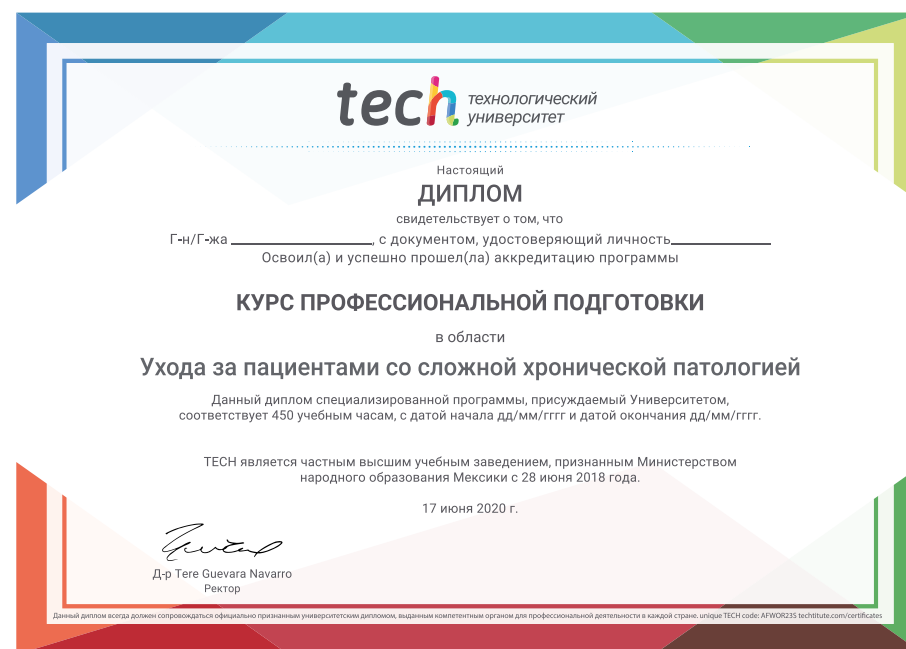 tech технологический
университет
Настоящий
ДИПЛОМ
свидетельствует о том, что
Г-н/Г-жа ____________________, с документом, удостоверяющий личность______________
Освоил(а) и успешно прошел(ла) аккредитацию программы
КУРС ПРОФЕССИОНАЛЬНОЙ ПОДГОТОВКИ
в области
Ухода за пациентами со сложной хронической патологией
Данный диплом специализированной программы, присуждаемый Университетом,
соответствует 450 учебным часам, с датой начала дд/мм/гггг и датой окончания дд/мм/гггг.
TECH является частным высшим учебным заведением, признанным Министерством
народного образования Мексики с 28 июня 2018 года.
17 июня 2020 г.
Д-р Tere Guevara Navarro
Ректор
Данный диплом всегда должен сопровождаться официально признанным университетским дипломом, выданным компетентным органом для профессиональной деятельности в каждой стране. unique TECH code: AFWOR23S techtitute.com/certificates